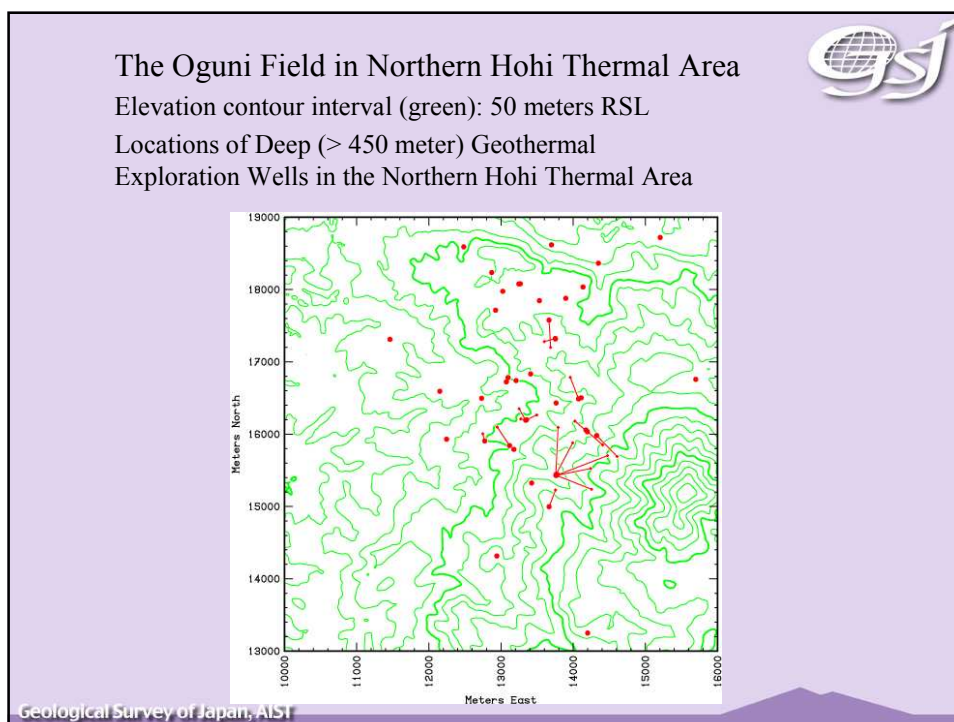 The Oguni Field in Northern Hohi Thermal Area
Elevation contour interval (green): 50 meters RSL
Locations of Deep (> 450 meter) Geothermal
Exploration Wells in the Northern Hohi Thermal Area
GSJ
19000
18000
17000
16000
15000
14000
13000
Meters North
10000
11000
12000
13000
14000
15000
16000
Meters East
Geological Survey of Japan, AIST